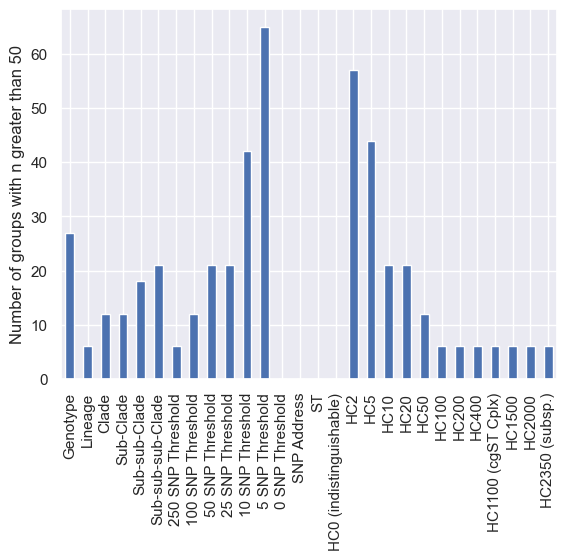 Number of groups with n greater than 50
60
50
40
30
20
10
0
Genotype
Lineage
Clade
Sub-Clade
Sub-sub-Clade
Sub-sub-sub-Clade
250 SNP Threshold
100 SNP Threshold
50 SNP Threshold
25 SNP Threshold
10 SNP Threshold
5 SNP Threshold
0 SNP Threshold
SNP Address
ST
HC0 (indistinguishable)
HC2
HC5
HC10
HC20
HC50
HC100
HC200
HC400
HC1100 (cgST Cplx)
HC1500
HC2000
HC2350 (subsp.)